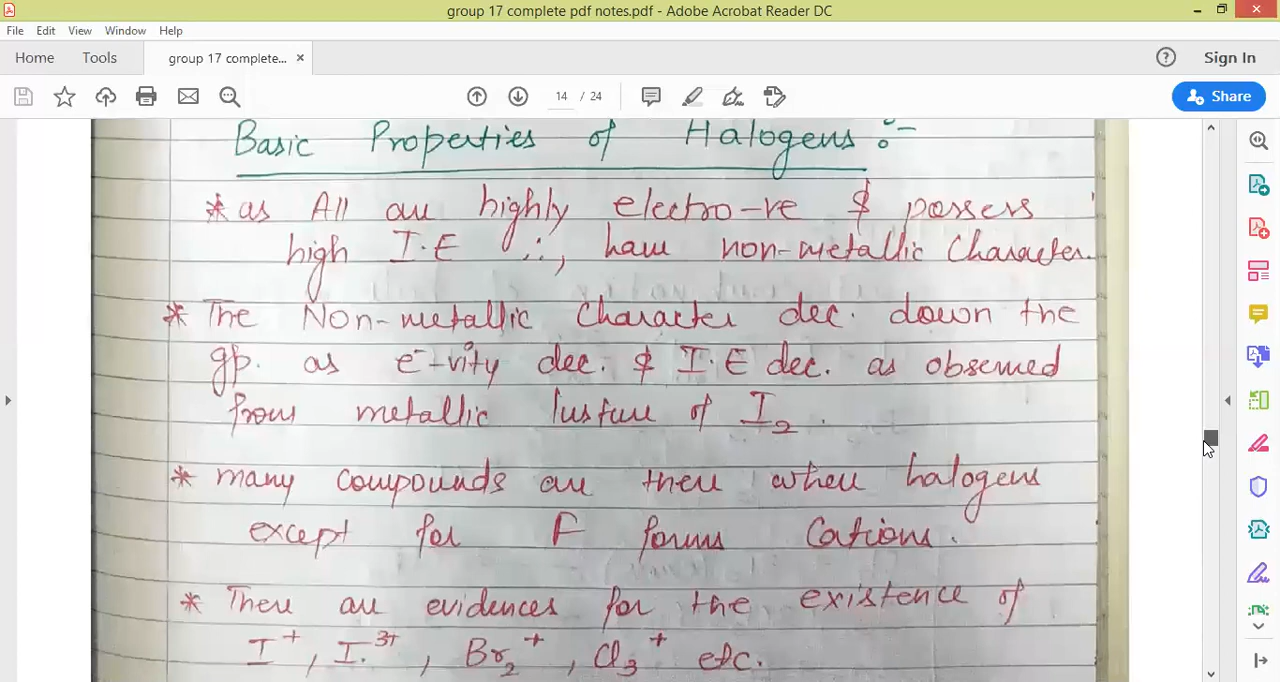 group 17 complete pdf notes.pdf - Adobe Acrobat Reader DC
File Edit View Window Help
Home Tools group 17 complete... ×
14 / 24
Sign In
Share
Basic Properties of Halogens :-
* as All are highly electro-ve & possess
high I.E ∴, have non-metallic Character.
* The Non-metallic Character dec. down the
gp. as e⁻-vity dec. & I.E dec. as observed
from metallic lusture of I₂.
* many compounds are there where halogens
except for F forms Cations.
* There are evidences for the existence of
I⁺, I³⁺, Br₂⁺, Cl₃⁺ etc.